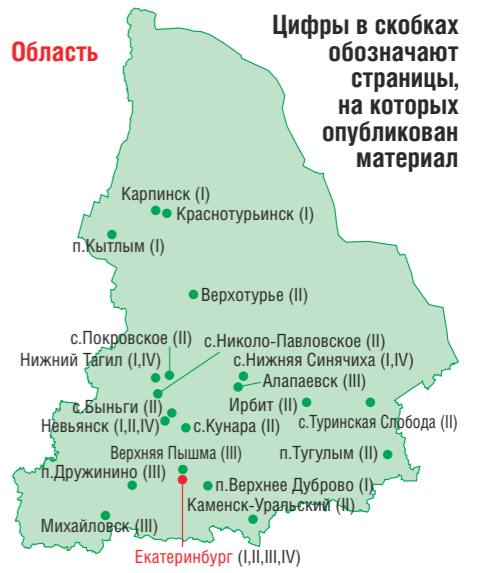 Область
Цифры в скобках
обозначают
страницы,
на которых
опубликован
материал
Карпинск (I)
Краснотурьинск (I)
п.Кытлым (I)
Верхотурье (II)
с.Покровское (II)
с.Николо-Павловское (II)
Нижний Тагил (I,IV)
с.Нижняя Синячиха (I,IV)
Алапаевск (III)
с.Быньги (II)
Ирбит (II)
Невьянск (I,II,IV)
с.Кунара (II)
с.Туринская Слобода (II)
Верхняя Пышма (III)
п.Тугулым (II)
п.Дружинино (III)
п.Верхнее Дуброво (I)
Каменск-Уральский (II)
Михайловск (III)
Екатеринбург (I,II,III,IV)